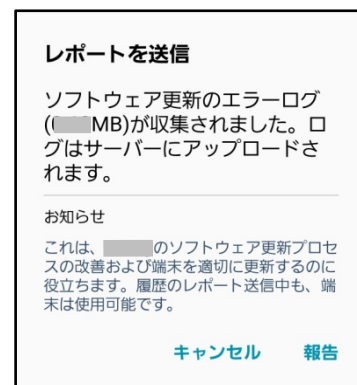 レポートを送信
ソフトウェア更新のエラーログ
( MB)が収集されました。ロ
グはサーバーにアップロードさ
れます。
お知らせ
これは、 のソフトウェア更新プロセ
スの改善および端末を適切に更新するのに
役立ちます。履歴のレポート送信中も、端
末は使用可能です。
キャンセル 報告